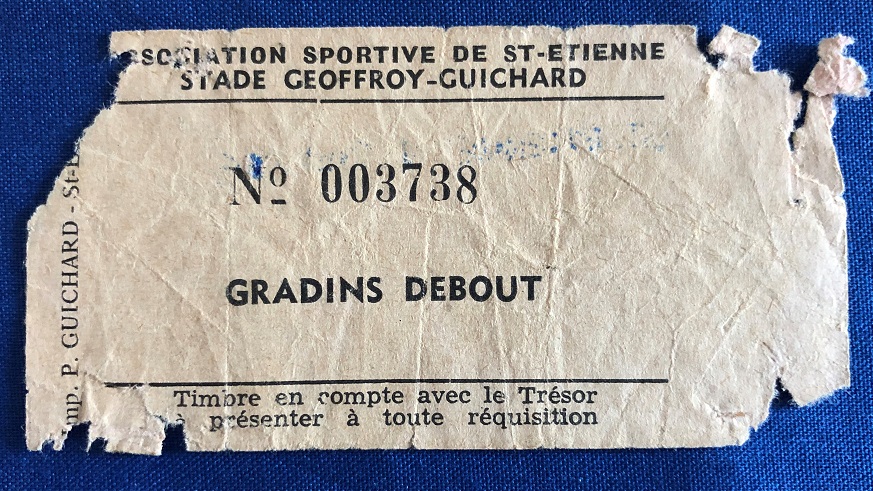 SSOCIATION SPORTIVE DE ST-ETIENNE
STADE GEOFFROY-GUICHARD
Nº 003738
GRADINS DEBOUT
Timbre en compte avec le Trésor
à présenter à toute réquisition
mp. P. GUICHARD - St-E